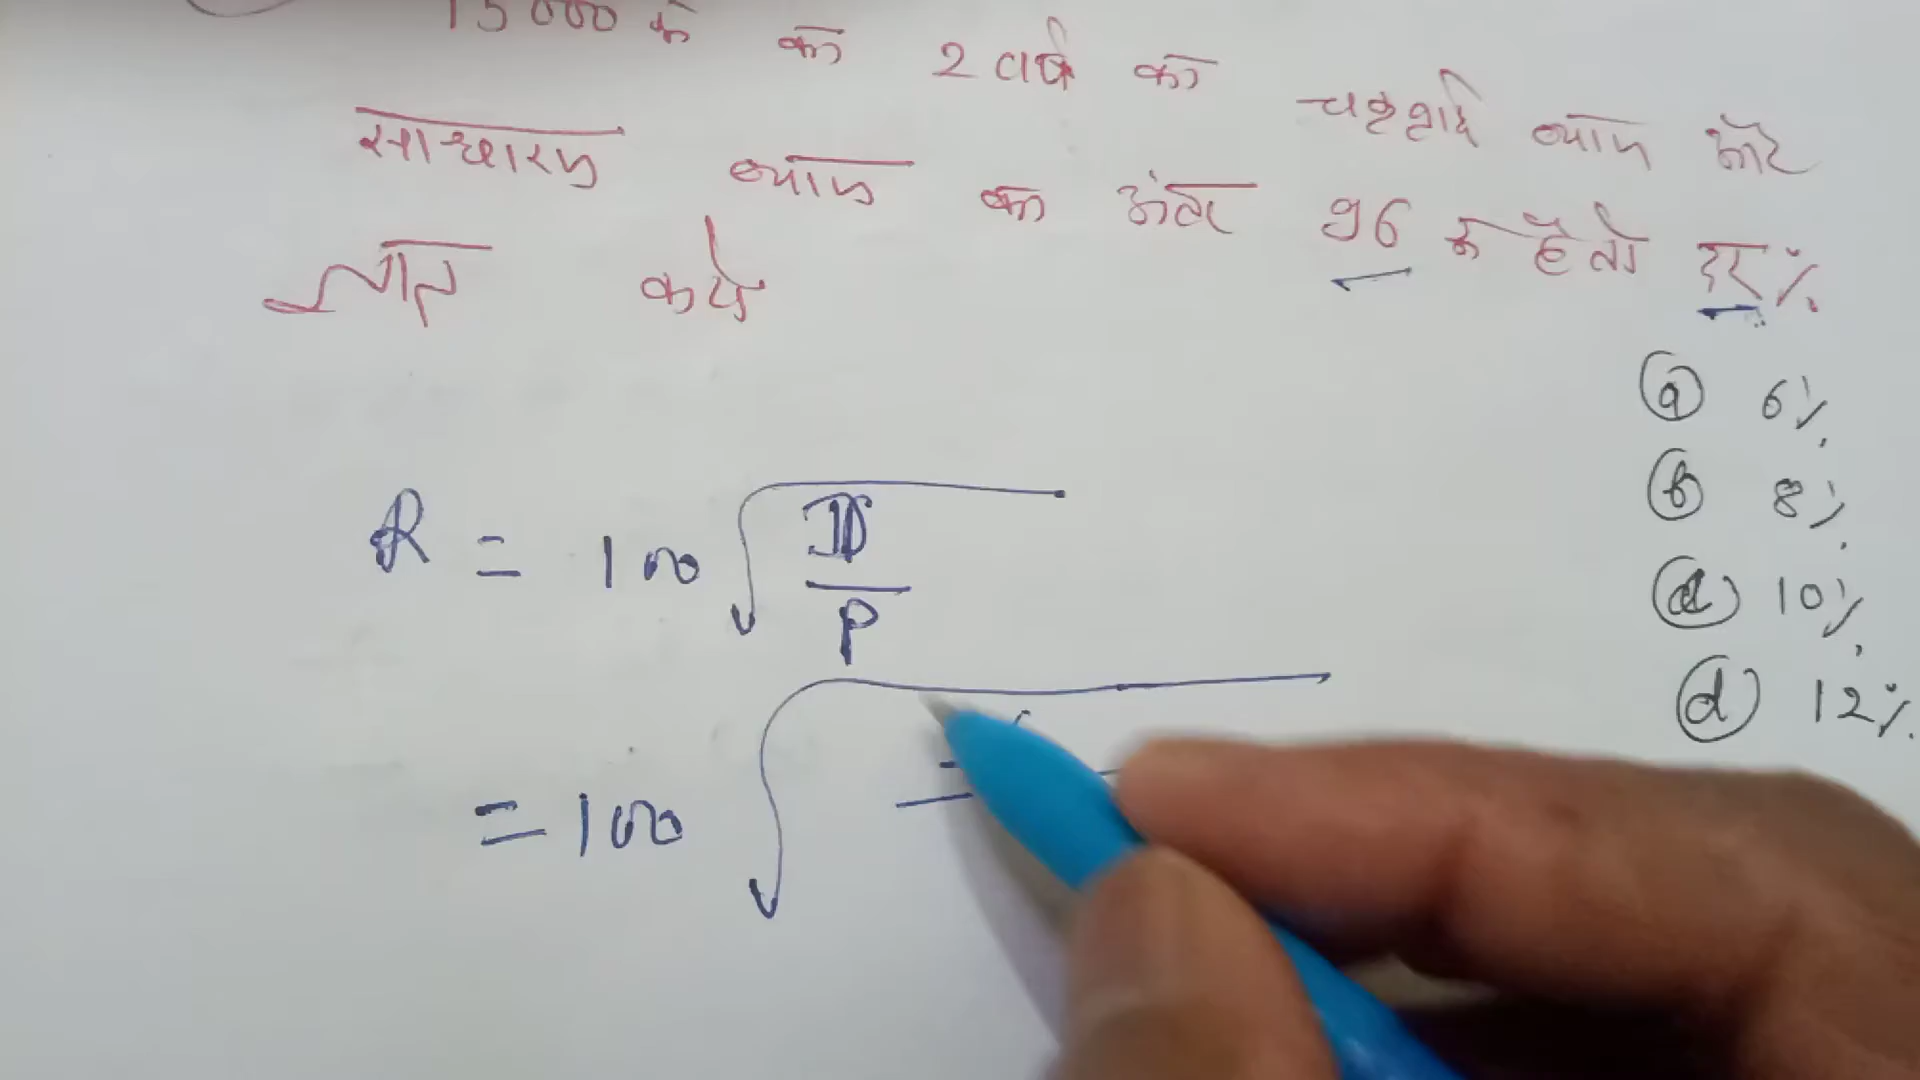 15000 रु का 2 वर्ष का चक्रवृद्धि ब्याज और
साधारण ब्याज का अंतर 96 रु है तो दर %
ज्ञात करो
(a) 6%
(b) 8%
(d) 10%
(d) 12%
R = 100 √ D
P
= 100 √